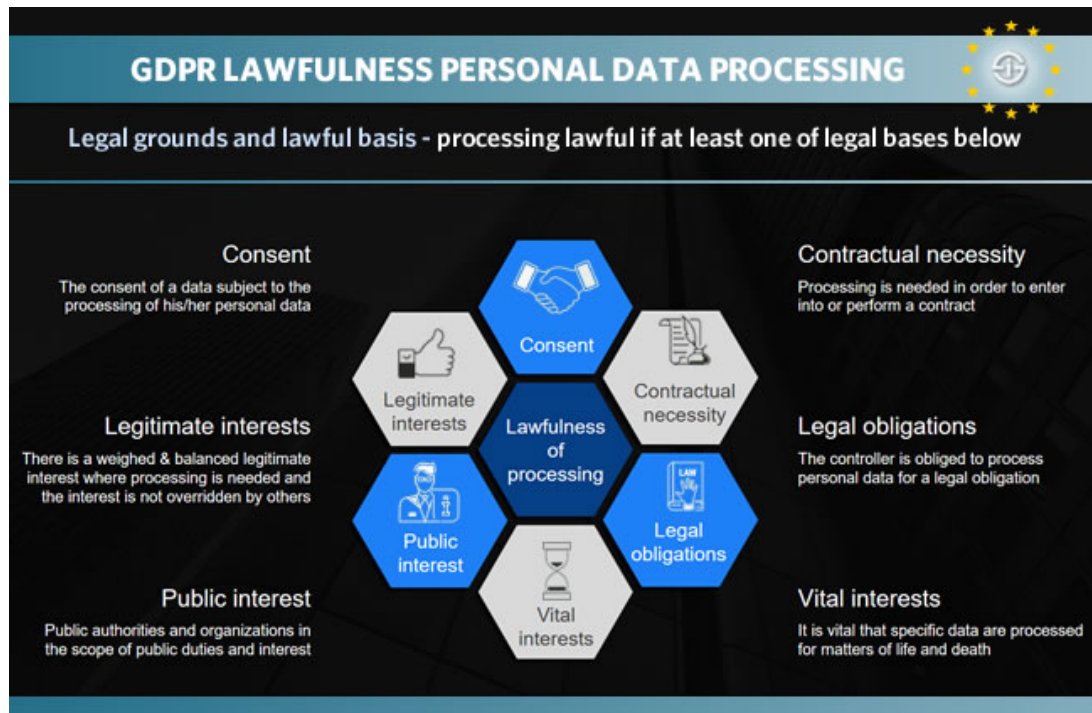 GDPR LAWFULNESS PERSONAL DATA PROCESSING
Legal grounds and lawful basis - processing lawful if at least one of legal bases below
Consent
The consent of a data subject to the
processing of his/her personal data
Legitimate interests
There is a weighed & balanced legitimate
interest where processing is needed and
the interest is not overridden by others
Public interest
Public authorities and organizations in
the scope of public duties and interest
Consent
Legitimate
interests
Contractual
necessity
Lawfulness
of
processing
Public
interest
LAW
Legal
obligations
Vital
interests
Contractual necessity
Processing is needed in order to enter
into or perform a contract
Legal obligations
The controller is obliged to process
personal data for a legal obligation
Vital interests
It is vital that specific data are processed
for matters of life and death